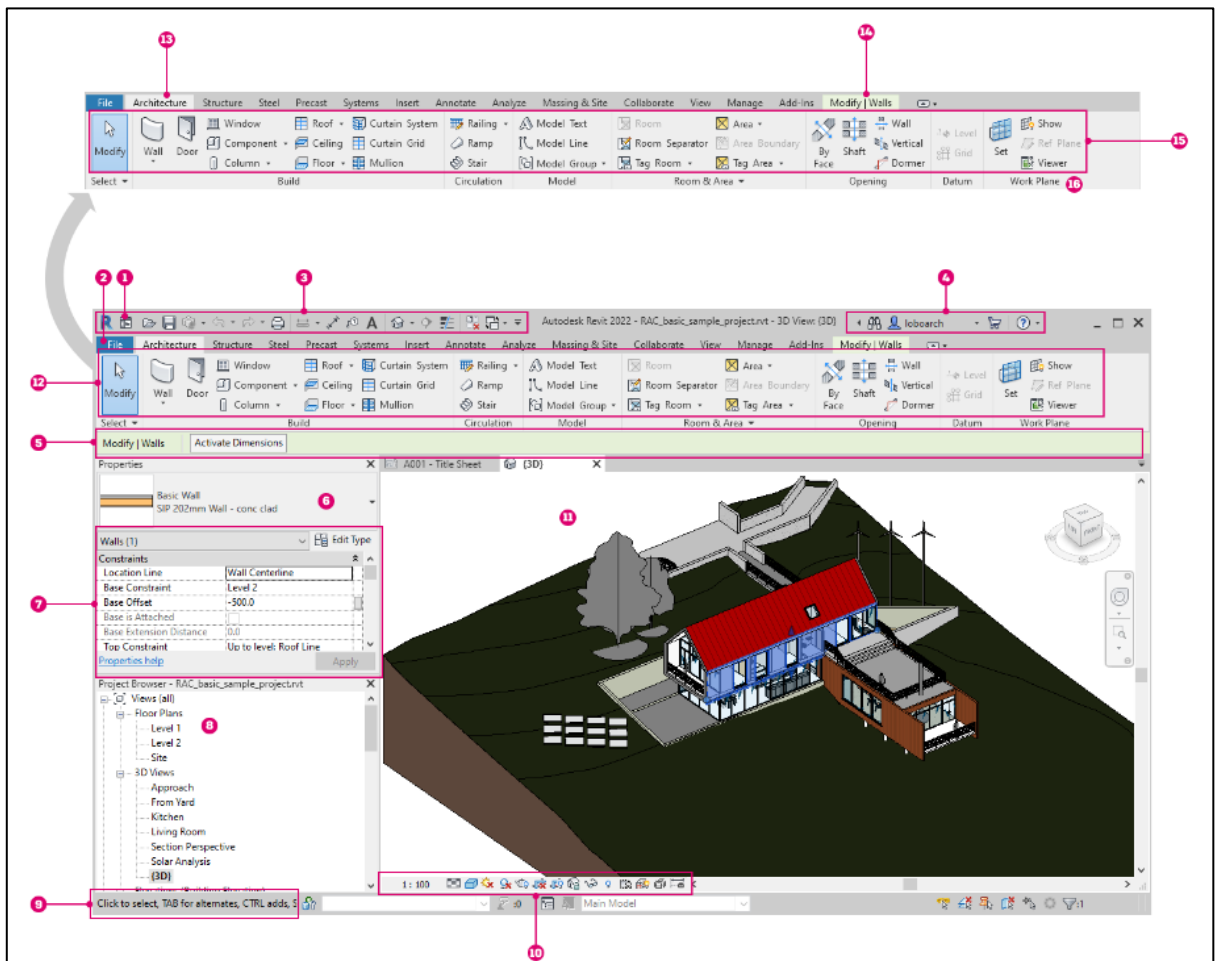 13 14
File Architecture Structure Steel Precast Systems Insert Annotate Analyze Massing & Site Collaborate View Manage Add-Ins Modify | Walls
Window Roof Curtain System Railing Model Text Room Area Wall Level Show
Modify Wall Door Component Ceiling Curtain Grid Ramp Model Line Room Separator Area Boundary By Face Shaft Vertical Grid Set Ref Plane 15
Column Floor Mullion Stair Model Group Tag Room Tag Area Dormer Viewer
Select Build Circulation Model Room & Area Opening Datum Work Plane 16
2 1 3 4
R A Autodesk Revit 2022 - RAC_basic_sample_project.rvt - 3D View: {3D} loboarch ?
File Architecture Structure Steel Precast Systems Insert Annotate Analyze Massing & Site Collaborate View Manage Add-Ins Modify | Walls
Window Roof Curtain System Railing Model Text Room Area Wall Level Show
12 Modify Wall Door Component Ceiling Curtain Grid Ramp Model Line Room Separator Area Boundary By Face Shaft Vertical Grid Set Ref Plane
Column Floor Mullion Stair Model Group Tag Room Tag Area Dormer Viewer
Select Build Circulation Model Room & Area Opening Datum Work Plane
5 Modify | Walls Activate Dimensions
Properties X A001 - Title Sheet {3D} X
Basic Wall
SIP 202mm Wall - conc clad 6
11
Walls (1) Edit Type
Constraints
Location Line Wall Centerline
Base Constraint Level 2
7 Base Offset -500.0
Base is Attached
Base Extension Distance 0.0
Top Constraint Up to level: Roof Line
Properties help Apply
Project Browser - RAC_basic_sample_project.rvt X
Views (all)
Floor Plans
Level 1 8
Level 2
Site
3D Views
Approach
From Yard
Kitchen
Living Room
Section Perspective
Solar Analysis
{3D}
1 : 100
9 Click to select, TAB for alternates, CTRL adds, S :0 Main Model :1
10